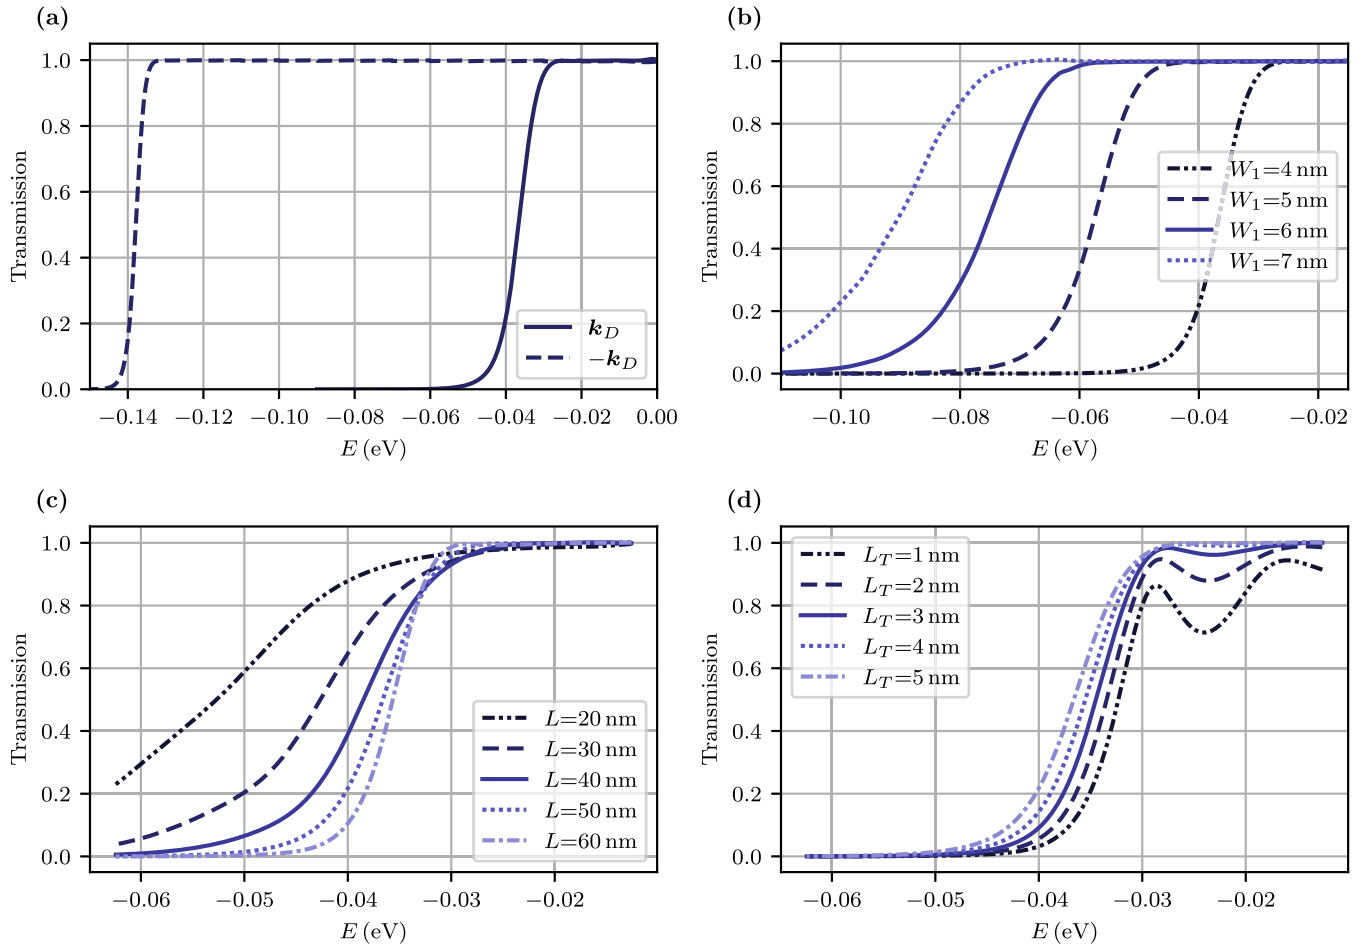 (a)
Transmission
1.0
0.8
0.6
0.4
0.2
0.0
k_D
−k_D
−0.14 −0.12 −0.10 −0.08 −0.06 −0.04 −0.02 0.00
E (eV)
(b)
Transmission
1.0
0.8
0.6
0.4
0.2
0.0
W₁=4 nm
W₁=5 nm
W₁=6 nm
W₁=7 nm
−0.10 −0.08 −0.06 −0.04 −0.02
E (eV)
(c)
Transmission
1.0
0.8
0.6
0.4
0.2
0.0
L=20 nm
L=30 nm
L=40 nm
L=50 nm
L=60 nm
−0.06 −0.05 −0.04 −0.03 −0.02
E (eV)
(d)
Transmission
1.0
0.8
0.6
0.4
0.2
0.0
L_T=1 nm
L_T=2 nm
L_T=3 nm
L_T=4 nm
L_T=5 nm
−0.06 −0.05 −0.04 −0.03 −0.02
E (eV)